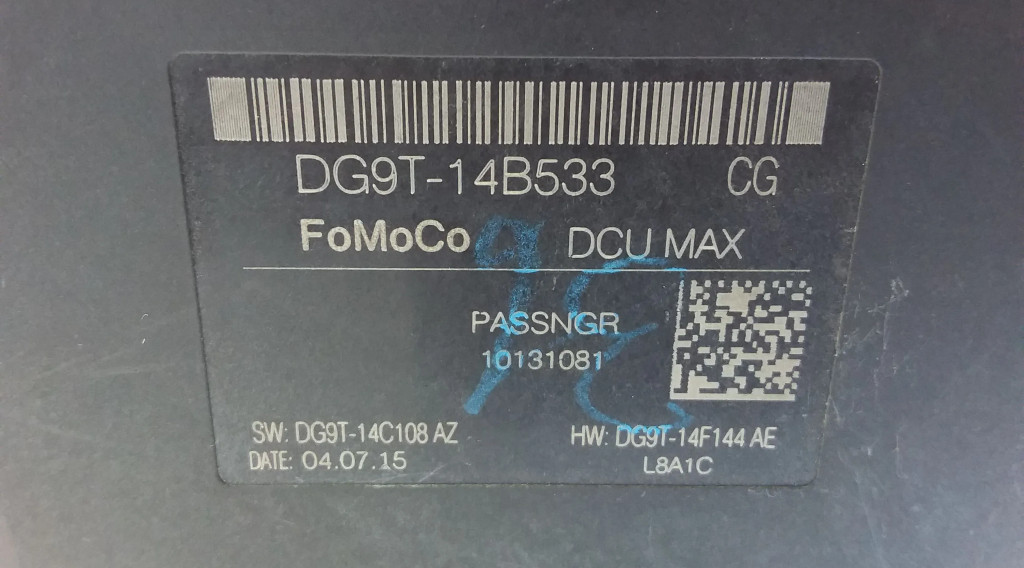 DG9T-14B533 CG
FoMoCo DCU MAX
PASSNGR
10131081
SW: DG9T-14C108 AZ HW: DG9T-14F144 AE
DATE: 04.07.15 L8A1C